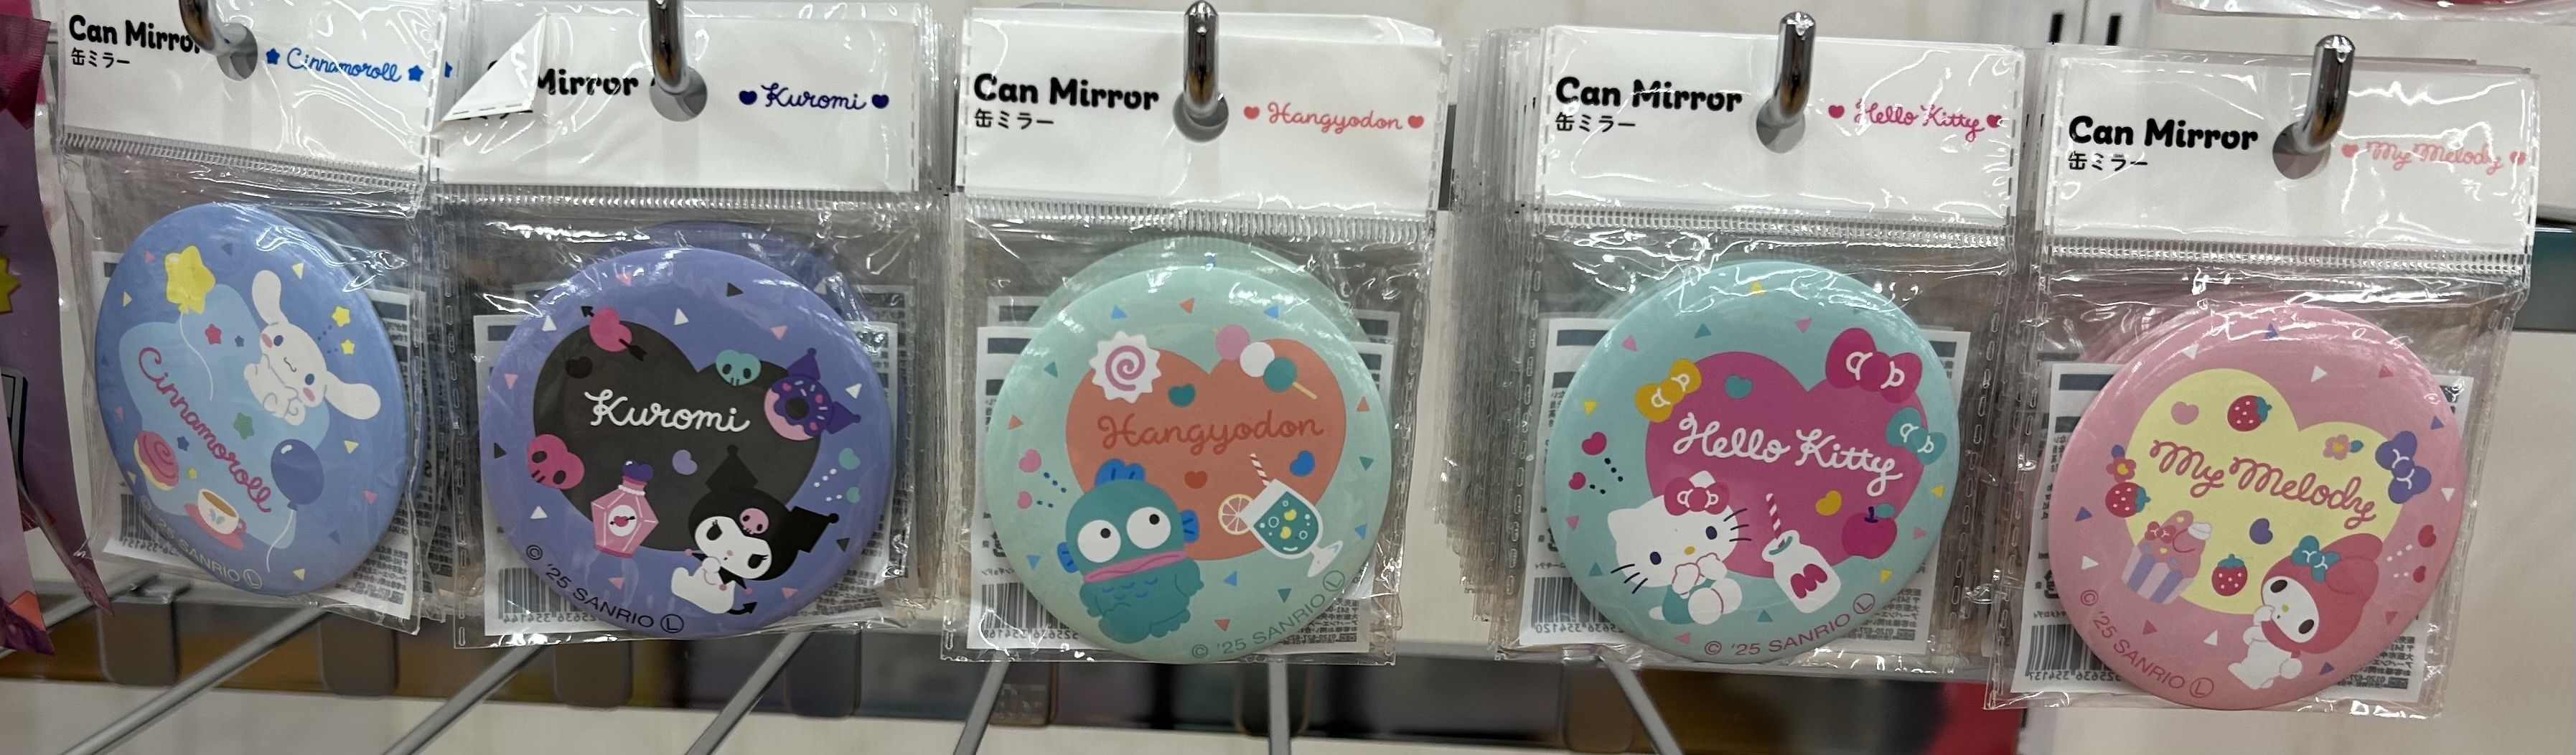 Can Mirror
缶ミラー
Cinnamoroll
Cinnamoroll
© '25 SANRIO Ⓛ
Mirror
Kuromi
Kuromi
© '25 SANRIO Ⓛ
Can Mirror
缶ミラー
Hangyodon
Hangyodon
© '25 SANRIO Ⓛ
Can Mirror
缶ミラー
Hello Kitty
Hello Kitty
M
© '25 SANRIO Ⓛ
Can Mirror
缶ミラー
My Melody
My Melody
© '25 SANRIO Ⓛ